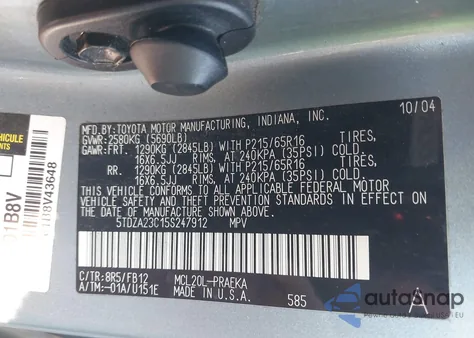 MFD.BY: TOYOTA MOTOR MANUFACTURING, INDIANA, INC. 10/04
GVWR: 2580KG (5690LB)
GAWR: FRT. 1290KG (2845LB) WITH P215/65R16 TIRES,
16X6.5JJ RIMS, AT 240KPA (35PSI) COLD.
RR. 1290KG (2845LB) WITH P215/65R16 TIRES,
16X6.5JJ RIMS, AT 240KPA (35PSI) COLD.
THIS VEHICLE CONFORMS TO ALL APPLICABLE FEDERAL MOTOR
VEHICLE SAFETY, BUMPER, AND THEFT PREVENTION STANDARDS IN EFFECT ON
THE DATE OF MANUFACTURE SHOWN ABOVE.
5TDZA23C15S247912 MPV
C/TR: 8R5/FB12 MCL20L-PRAEKA
A/TM: -01A/U151E MADE IN U.S.A. 585 A
VEHICULE
1B8V
1B8V43648
autoSnap